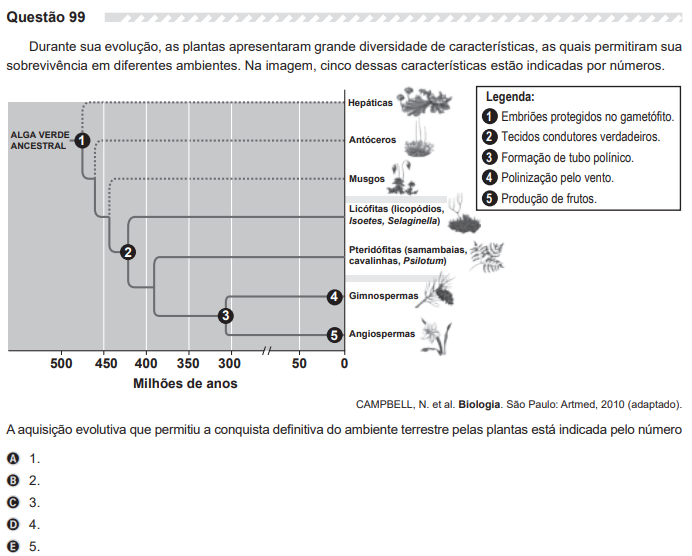 Questão 99
Durante sua evolução, as plantas apresentaram grande diversidade de características, as quais permitiram sua
sobrevivência em diferentes ambientes. Na imagem, cinco dessas características estão indicadas por números.
ALGA VERDE
ANCESTRAL
1
2
3
4
5
Hepáticas
Antóceros
Musgos
Licófitas (licopódios,
Isoetes, Selaginella)
Pteridófitas (samambaias,
cavalinhas, Psilotum)
Gimnospermas
Angiospermas
Legenda:
1 Embriões protegidos no gametófito.
2 Tecidos condutores verdadeiros.
3 Formação de tubo polínico.
4 Polinização pelo vento.
5 Produção de frutos.
500 450 400 350 300 50 0
Milhões de anos
CAMPBELL, N. et al. Biologia. São Paulo: Artmed, 2010 (adaptado).
A aquisição evolutiva que permitiu a conquista definitiva do ambiente terrestre pelas plantas está indicada pelo número
A 1.
B 2.
C 3.
D 4.
E 5.